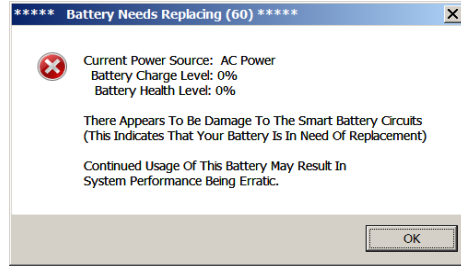 ***** Battery Needs Replacing (60) *****
Current Power Source: AC Power
Battery Charge Level: 0%
Battery Health Level: 0%
There Appears To Be Damage To The Smart Battery Circuits
(This Indicates That Your Battery Is In Need Of Replacement)
Continued Usage Of This Battery May Result In
System Performance Being Erratic.
OK